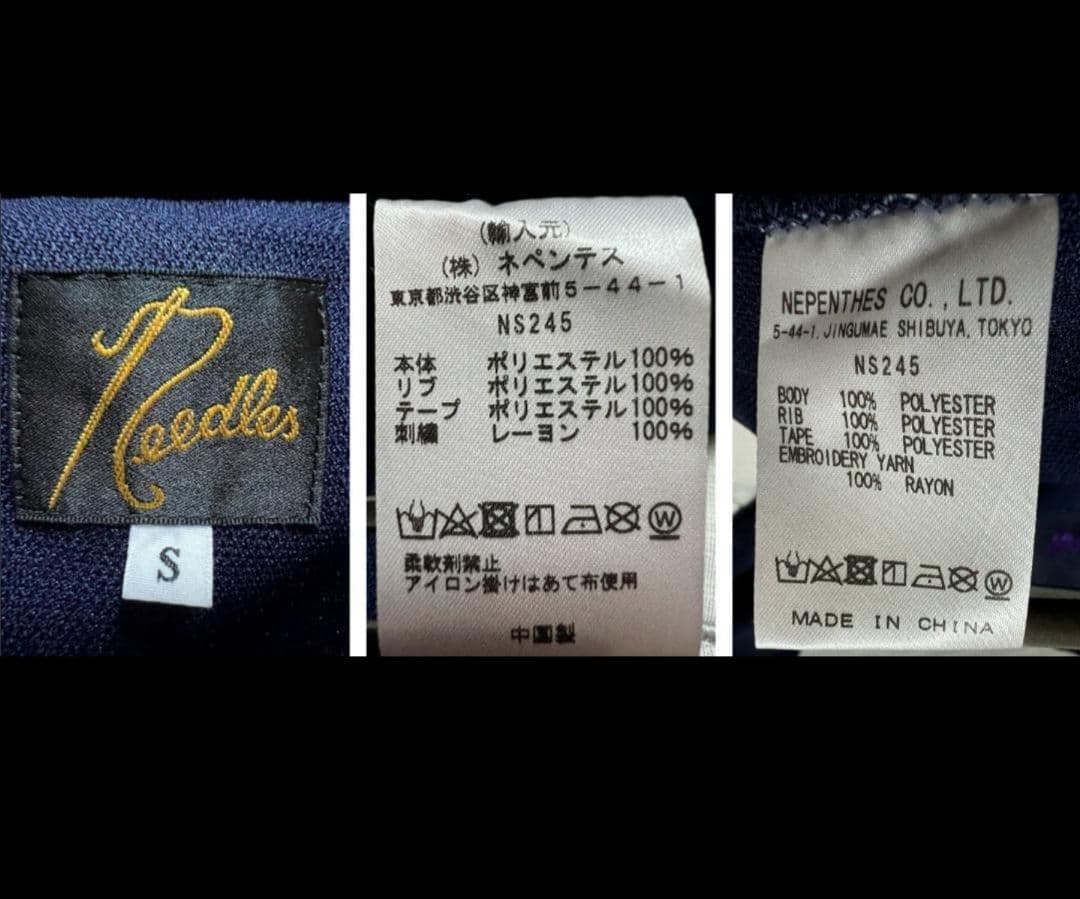 Needles
S
(輸入元)
(株) ネペンテス
東京都渋谷区神宮前5-44-1
NS245
本体 ポリエステル100%
リブ ポリエステル100%
テープ ポリエステル100%
刺繍 レーヨン 100%
W
柔軟剤禁止
アイロン掛けはあて布使用
中国製
NEPENTHES CO., LTD.
5-44-1, JINGUMAE SHIBUYA, TOKYO
NS245
BODY 100% POLYESTER
RIB 100% POLYESTER
TAPE 100% POLYESTER
EMBROIDERY YARN
100% RAYON
W
MADE IN CHINA